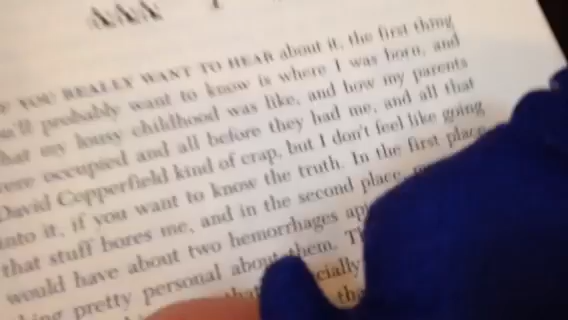 YOU REALLY WANT TO HEAR about it, the first thing
probably want to know is where I was born, and
my lousy childhood was like, and how my parents
were occupied and all before they had me, and all that
David Copperfield kind of crap, but I don't feel like going
into it, if you want to know the truth. In the first place,
that stuff bores me, and in the second place,
would have about two hemorrhages
pretty personal about them.